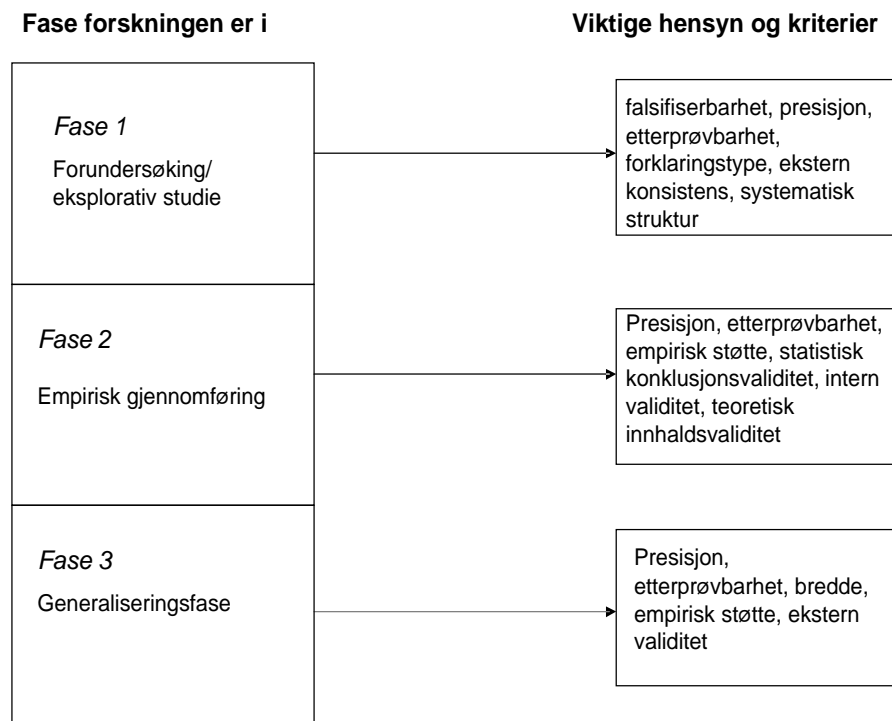 Fase forskningen er i
Viktige hensyn og kriterier
Fase 1
Forundersøking/
eksplorativ studie
falsifiserbarhet, presisjon,
etterprøvbarhet,
forklaringstype, ekstern
konsistens, systematisk
struktur
Fase 2
Empirisk gjennomføring
Presisjon, etterprøvbarhet,
empirisk støtte, statistisk
konklusjonsvaliditet, intern
validitet, teoretisk
innhaldsvaliditet
Fase 3
Generaliseringsfase
Presisjon,
etterprøvbarhet, bredde,
empirisk støtte, ekstern
validitet